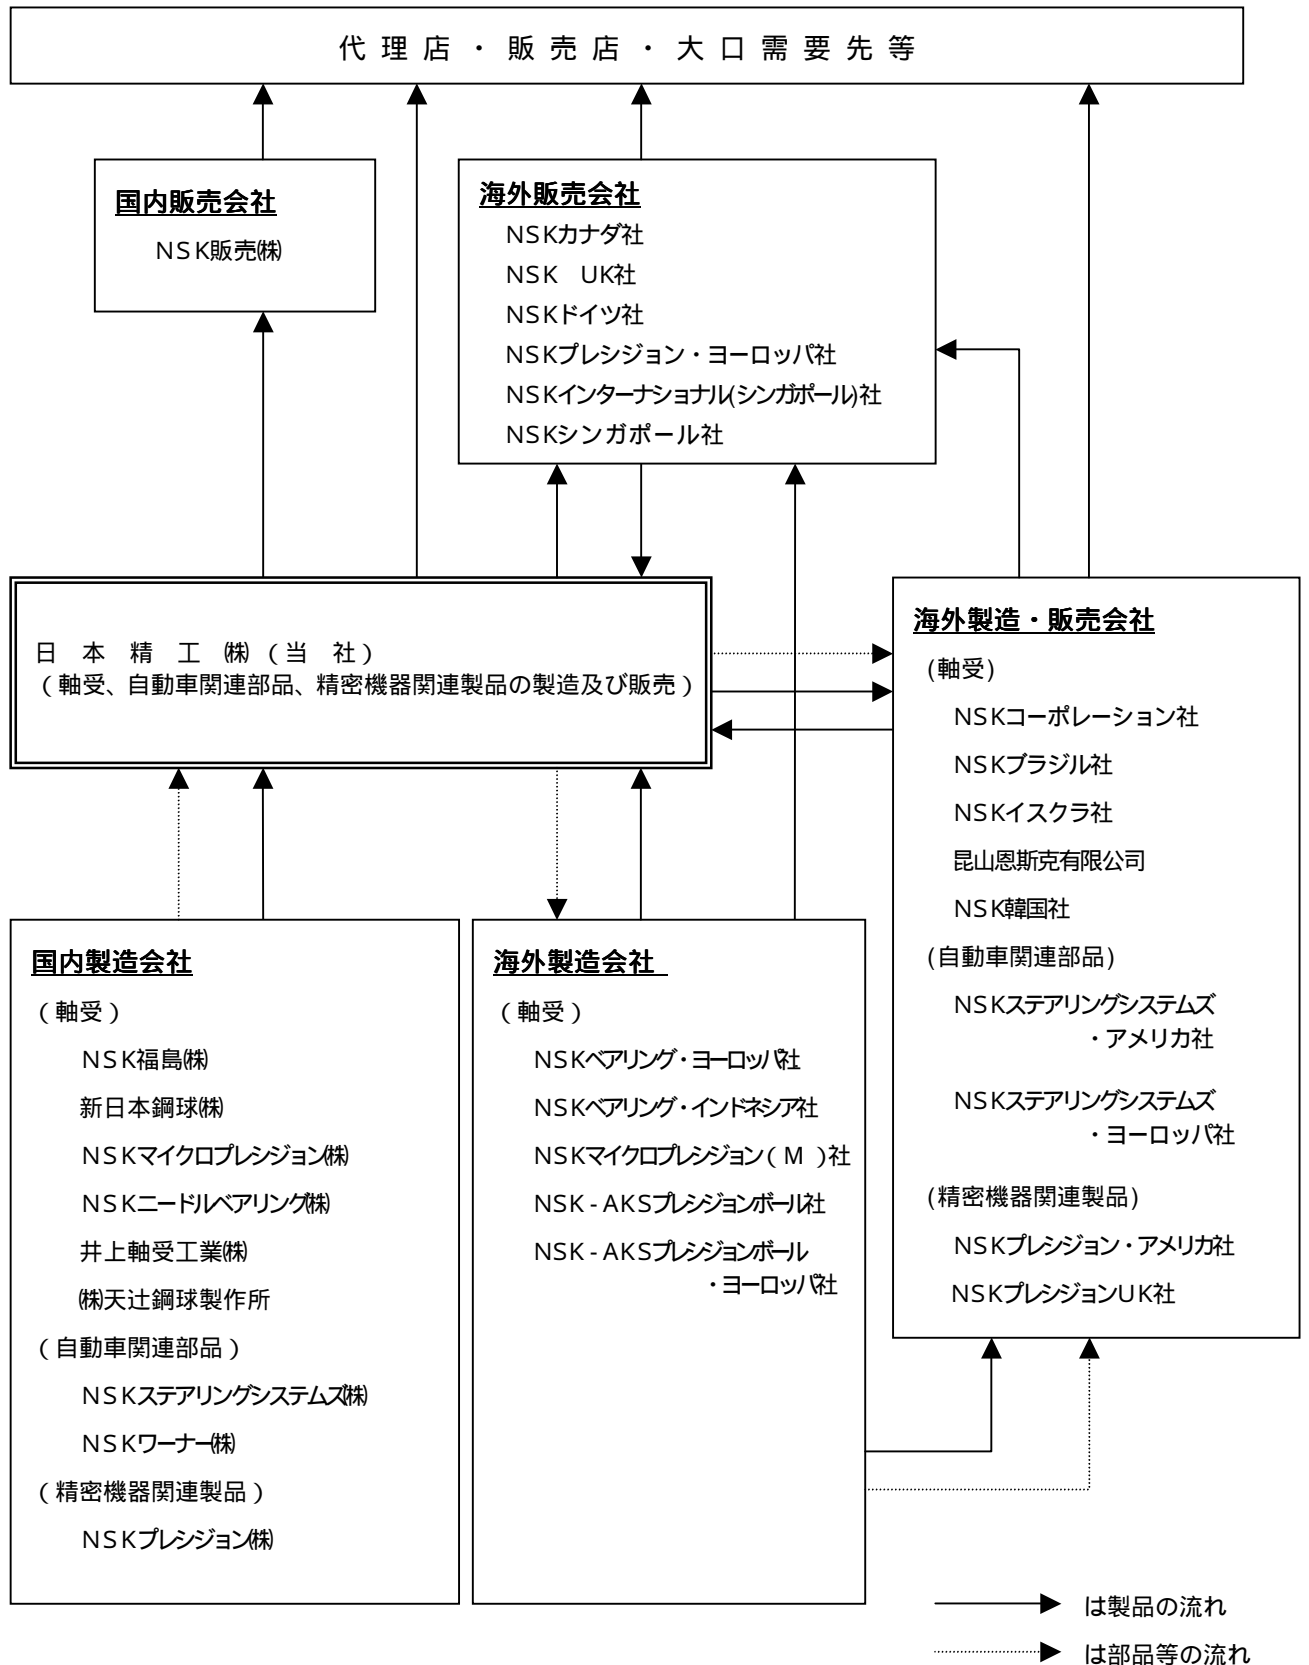 代理店・販売店・大口需要先等
国内販売会社
NSK販売㈱
海外販売会社
NSKカナダ社
NSK　UK社
NSKドイツ社
NSKプレシジョン・ヨーロッパ社
NSKインターナショナル(シンガポール)社
NSKシンガポール社
日　本　精　工　㈱（当　社）
（軸受、自動車関連部品、精密機器関連製品の製造及び販売）
海外製造・販売会社
(軸受)
NSKコーポレーション社
NSKブラジル社
NSKイスクラ社
昆山恩斯克有限公司
NSK韓国社
(自動車関連部品)
NSKステアリングシステムズ
・アメリカ社
NSKステアリングシステムズ
・ヨーロッパ社
(精密機器関連製品)
NSKプレシジョン・アメリカ社
NSKプレシジョンUK社
国内製造会社
（軸受）
NSK福島㈱
新日本鋼球㈱
NSKマイクロプレシジョン㈱
NSKニードルベアリング㈱
井上軸受工業㈱
㈱天辻鋼球製作所
（自動車関連部品）
NSKステアリングシステムズ㈱
NSKワーナー㈱
（精密機器関連製品）
NSKプレシジョン㈱
海外製造会社
（軸受）
NSKベアリング・ヨーロッパ社
NSKベアリング・インドネシア社
NSKマイクロプレシジョン（M）社
NSK-AKSプレシジョンボール社
NSK-AKSプレシジョンボール
・ヨーロッパ社
は製品の流れ
は部品等の流れ